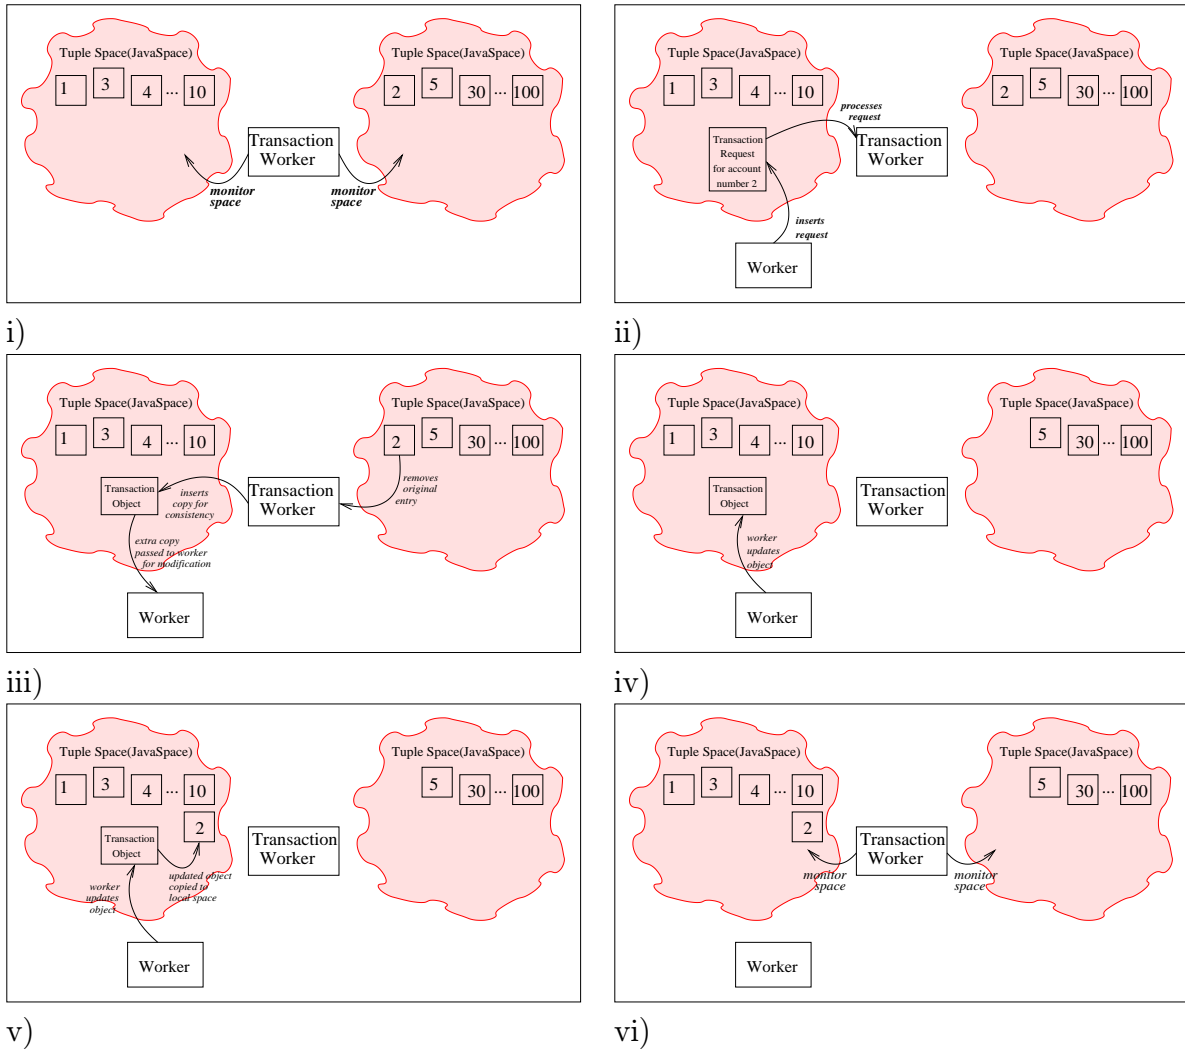 Tuple Space(JavaSpace)
1 3 4 ... 10
Tuple Space(JavaSpace)
2 5 30 ... 100
Transaction
Worker
monitor
space
monitor
space
i)
Tuple Space(JavaSpace)
1 3 4 ... 10
Tuple Space(JavaSpace)
2 5 30 ... 100
processes
request
Transaction
Request
for account
number 2
Transaction
Worker
inserts
request
Worker
ii)
Tuple Space(JavaSpace)
1 3 4 ... 10
Tuple Space(JavaSpace)
2 5 30 ... 100
Transaction
Object
inserts
copy for
consistency
Transaction
Worker
removes
original
entry
extra copy
passed to worker
for modification
Worker
iii)
Tuple Space(JavaSpace)
1 3 4 ... 10
Tuple Space(JavaSpace)
5 30 ... 100
Transaction
Object
Transaction
Worker
worker
updates
object
Worker
iv)
Tuple Space(JavaSpace)
1 3 4 ... 10
2
Tuple Space(JavaSpace)
5 30 ... 100
Transaction
Object
Transaction
Worker
worker
updates
object
updated object
copied to
local space
Worker
v)
Tuple Space(JavaSpace)
1 3 4 ... 10
2
Tuple Space(JavaSpace)
5 30 ... 100
Transaction
Worker
monitor
space
monitor
space
Worker
vi)